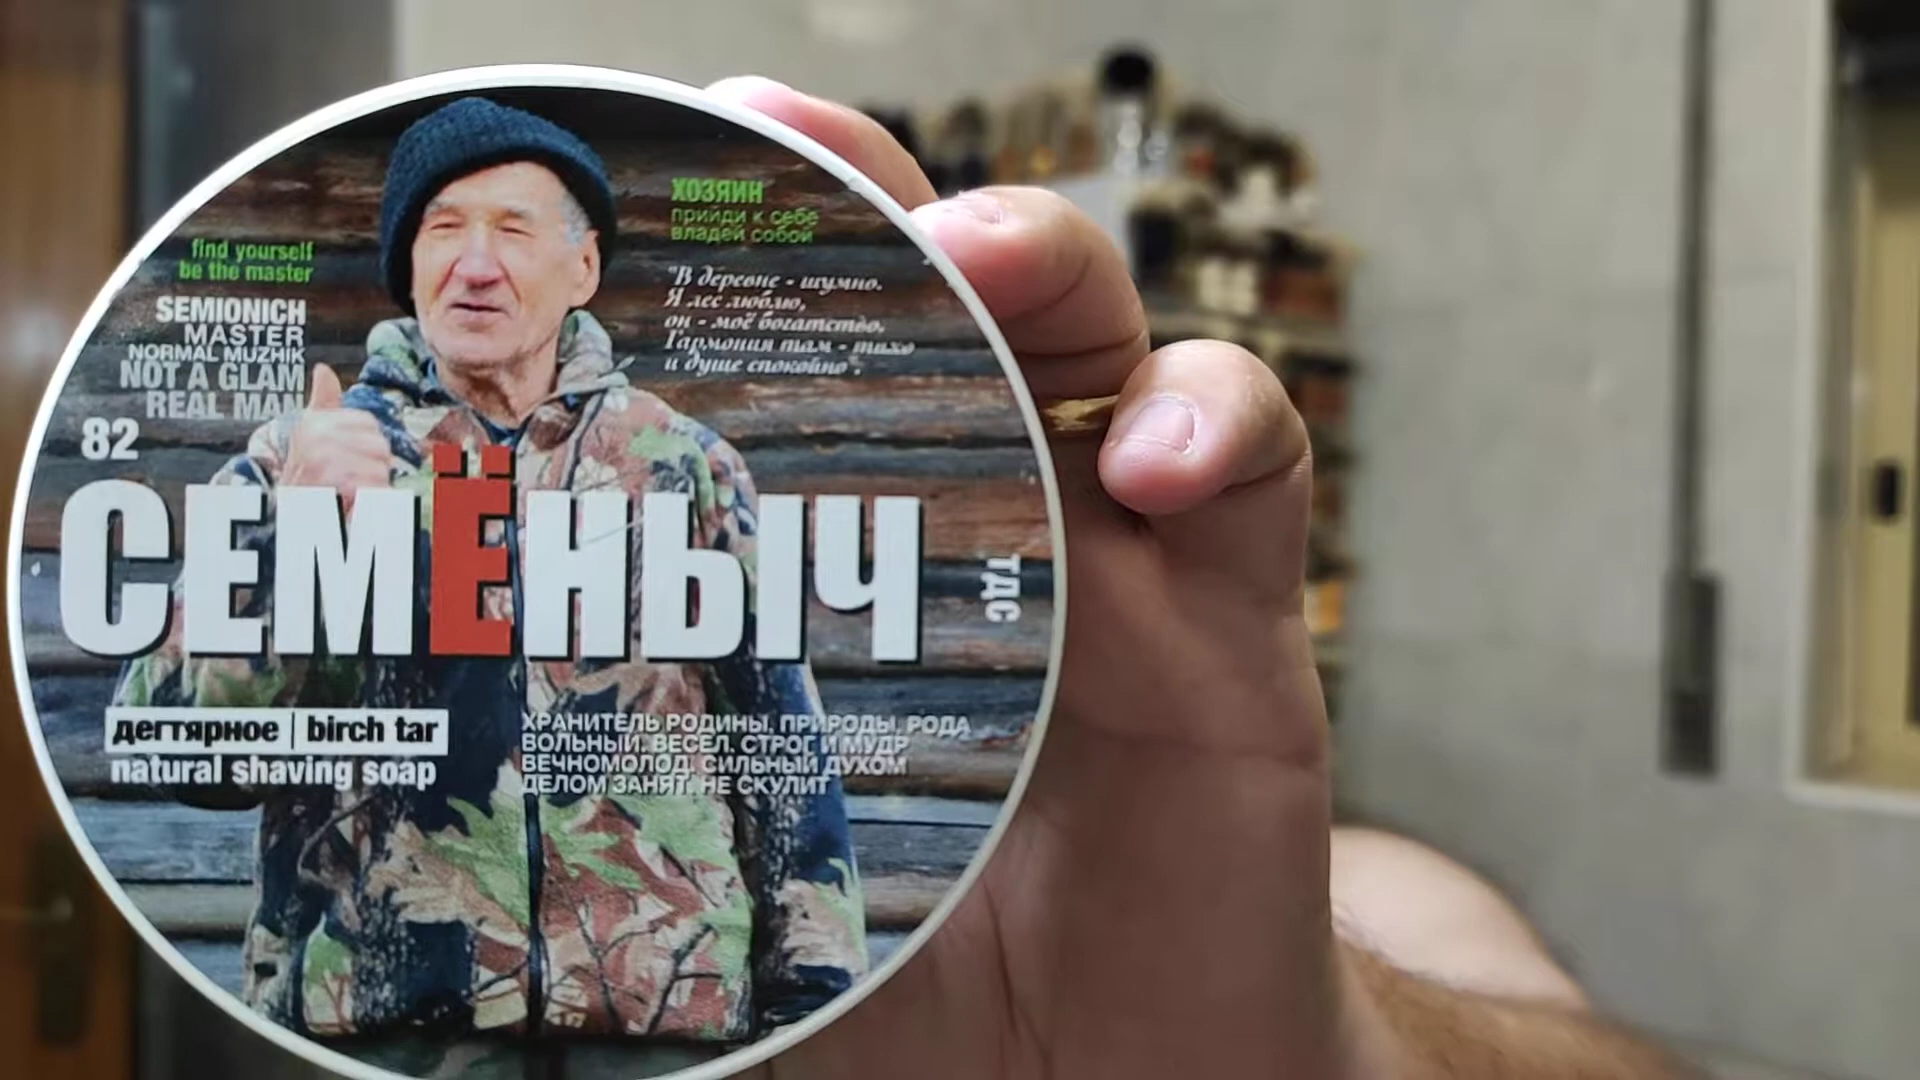 find yourself
be the master
SEMIONICH
MASTER
NORMAL MUZHIK
NOT A GLAM
REAL MAN
82
ХОЗЯИН
прийди к себе
владей собой
"В деревне - шумно.
Я лес люблю,
он - моё богатство.
Гармония там - тихо
и душе спокойно".
СЕМЁНЫЧ
ТДС
дегтярное | birch tar
natural shaving soap
ХРАНИТЕЛЬ РОДИНЫ, ПРИРОДЫ, РОДА
ВОЛЬНЫЙ. ВЕСЕЛ. СТРОГ И МУДР
ВЕЧНОМОЛОД. СИЛЬНЫЙ ДУХОМ
ДЕЛОМ ЗАНЯТ. НЕ СКУЛИТ